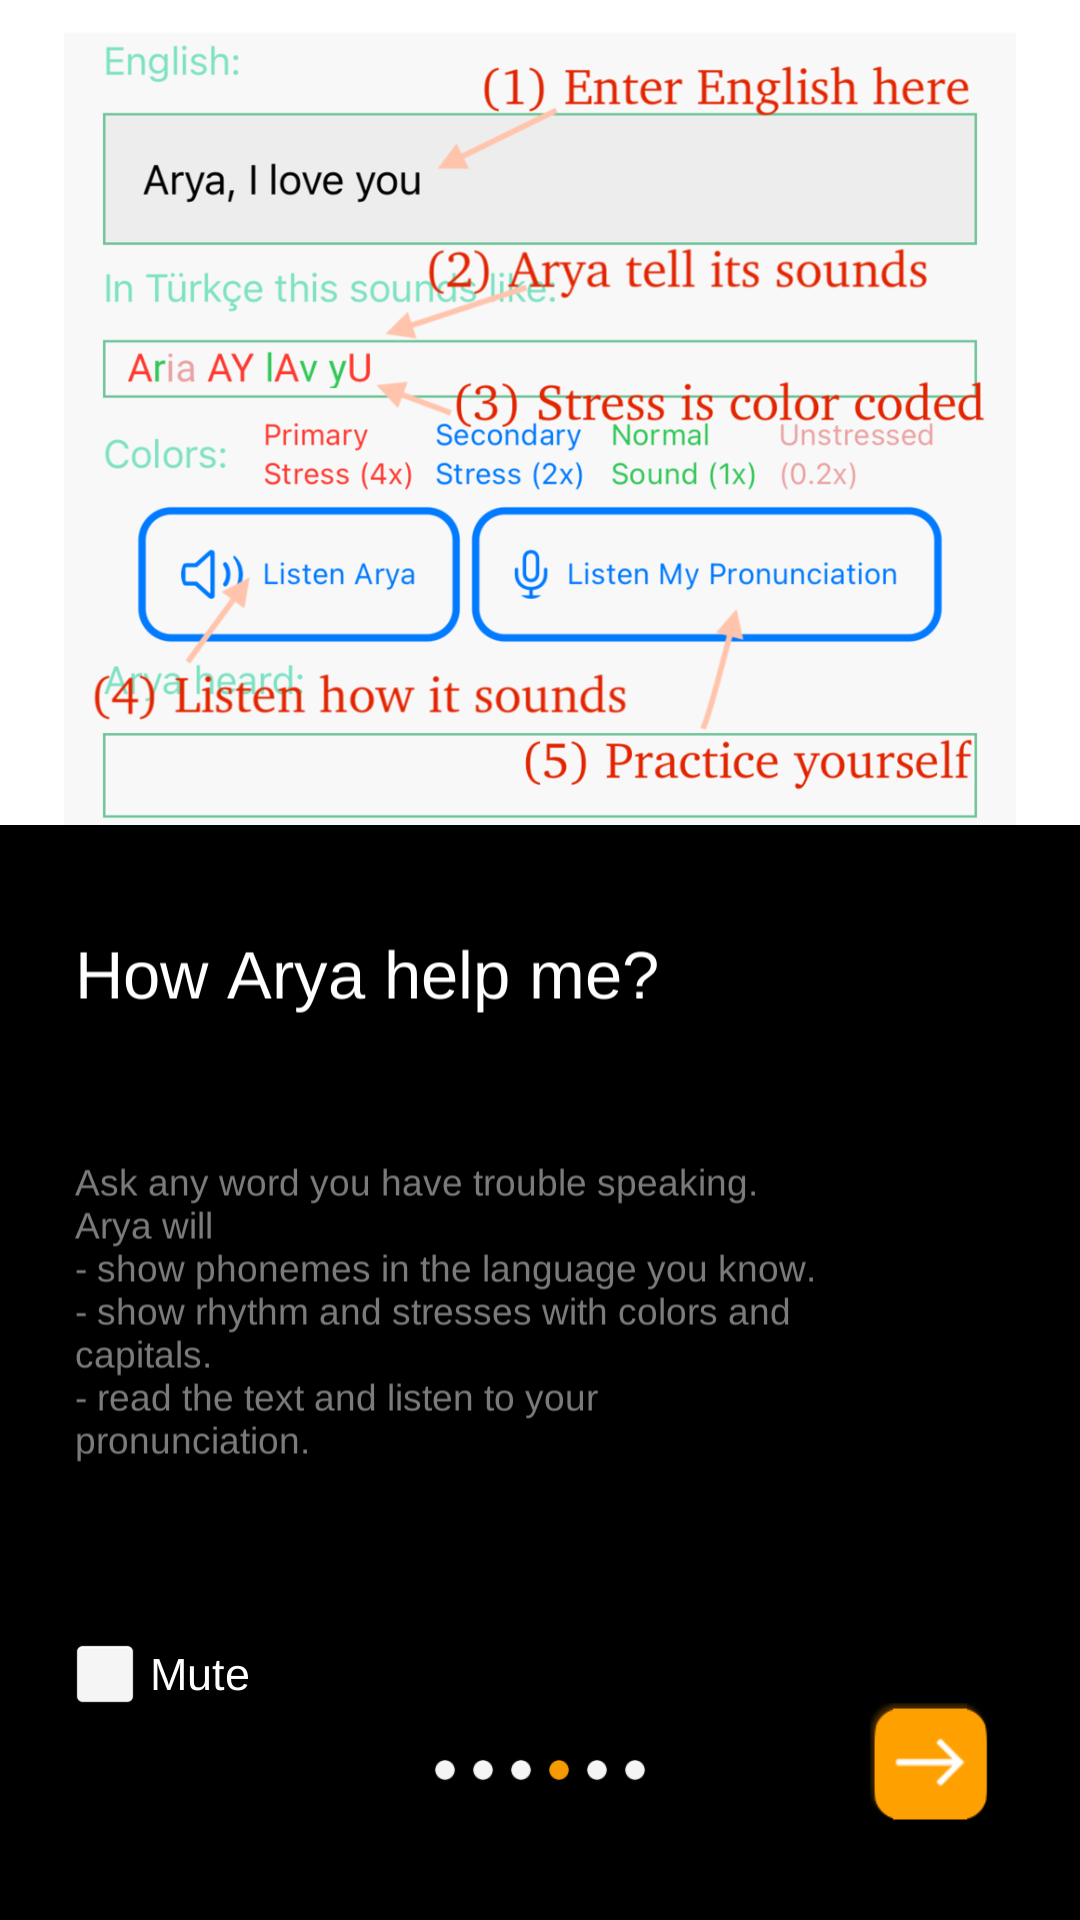 English:
(1) Enter English here
Arya, I love you
(2) Arya tell its sounds
In Türkçe this sounds like:
Aria AY lAv yU
(3) Stress is color coded
Colors:
Primary Stress (4x)
Secondary Stress (2x)
Normal Sound (1x)
Unstressed (0.2x)
Listen Arya
Listen My Pronunciation
Arya heard:
(4) Listen how it sounds
(5) Practice yourself
How Arya help me?
Ask any word you have trouble speaking.
Arya will
- show phonemes in the language you know.
- show rhythm and stresses with colors and
capitals.
- read the text and listen to your
pronunciation.
Mute